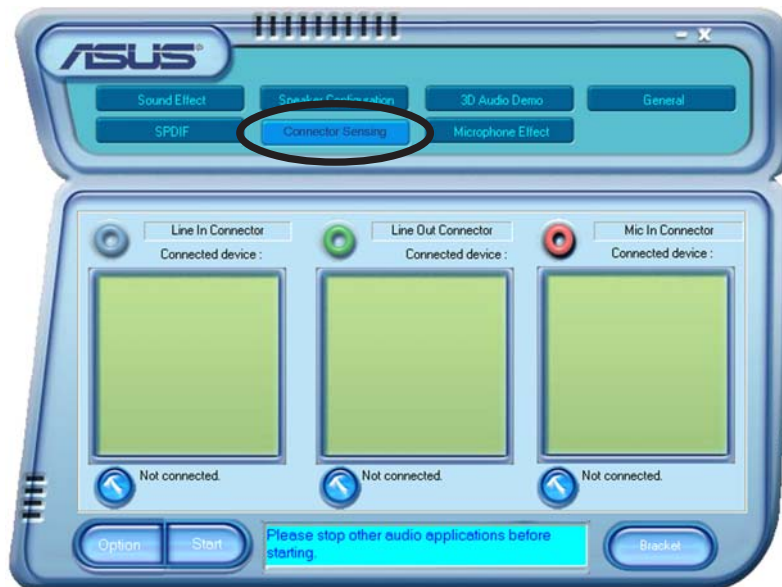 ASUS
Sound Effect
Speaker Configuration
3D Audio Demo
General
SPDIF
Connector Sensing
Microphone Effect
Line In Connector
Connected device :
Line Out Connector
Connected device :
Mic In Connector
Connected device :
Not connected.
Not connected.
Not connected.
Option
Start
Please stop other audio applications before
starting.
Bracket